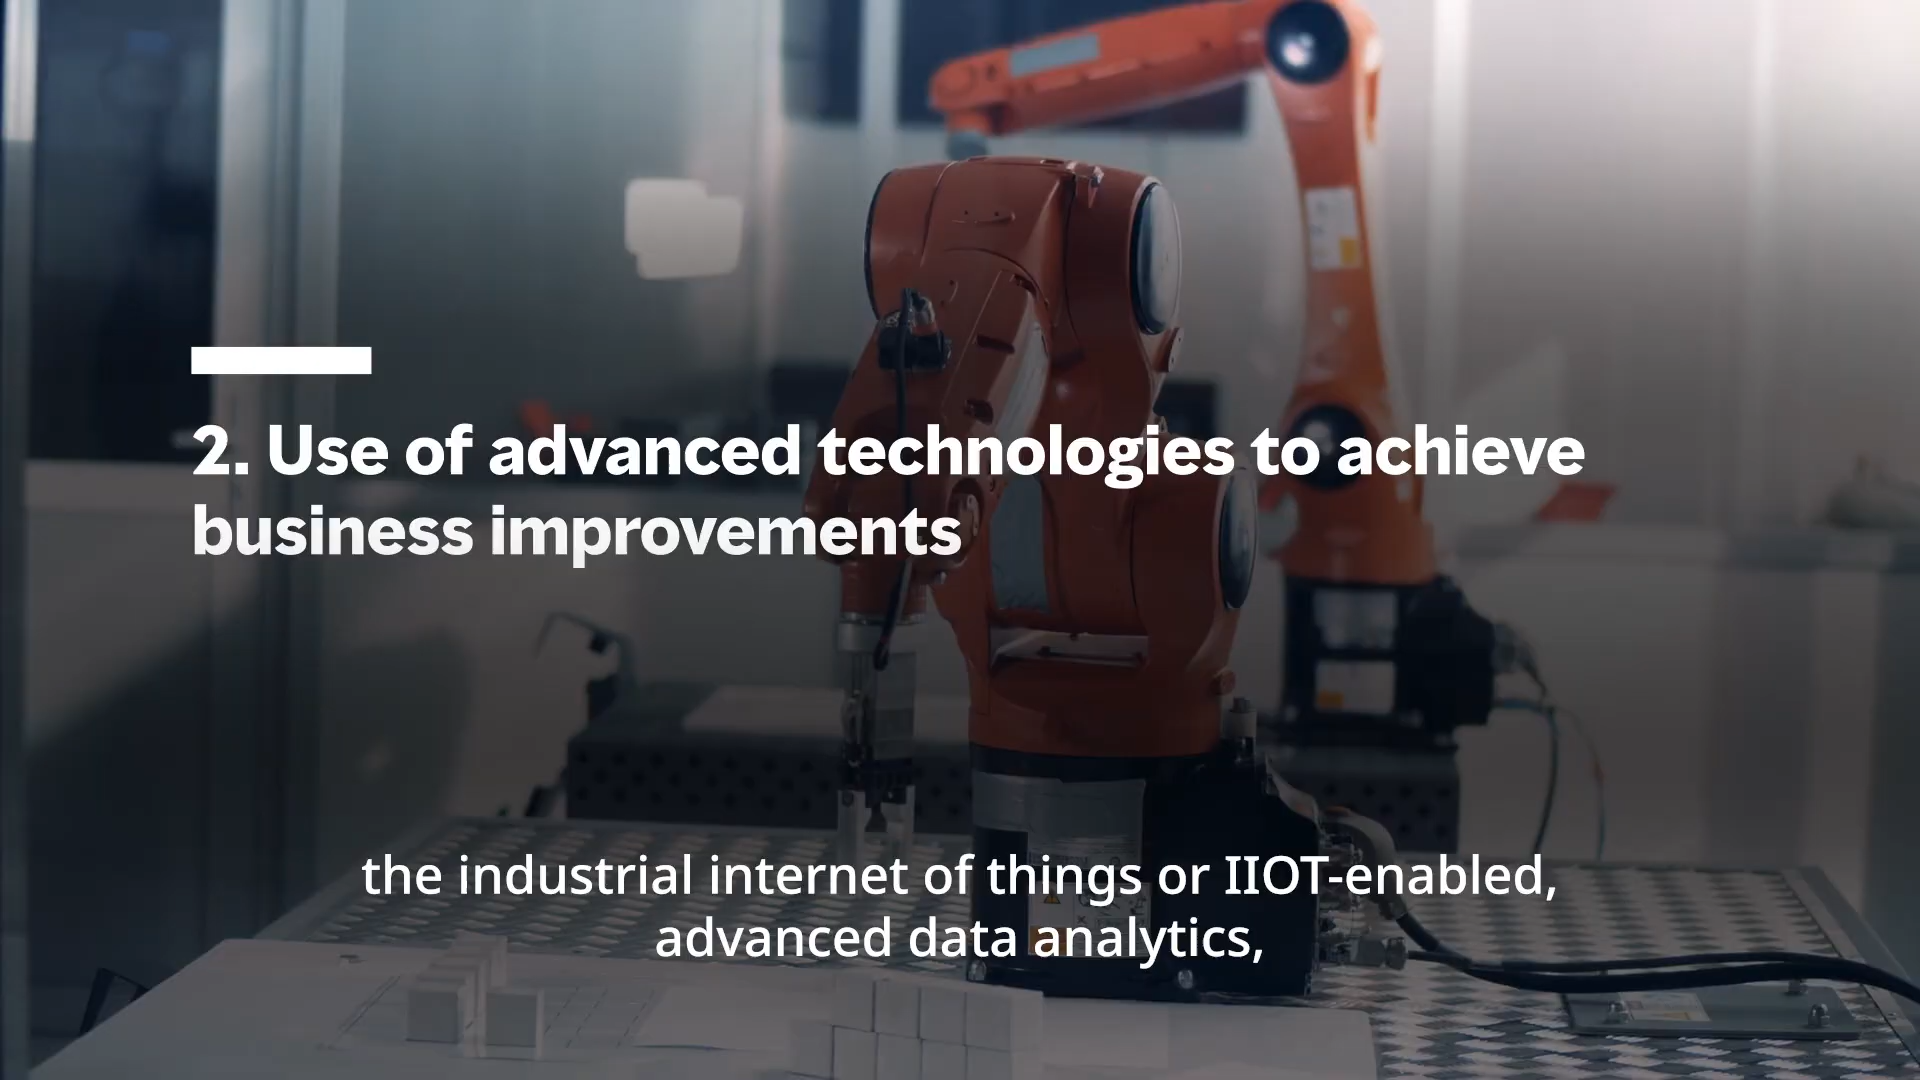 2. Use of advanced technologies to achieve
business improvements
the industrial internet of things or IIOT-enabled,
advanced data analytics,